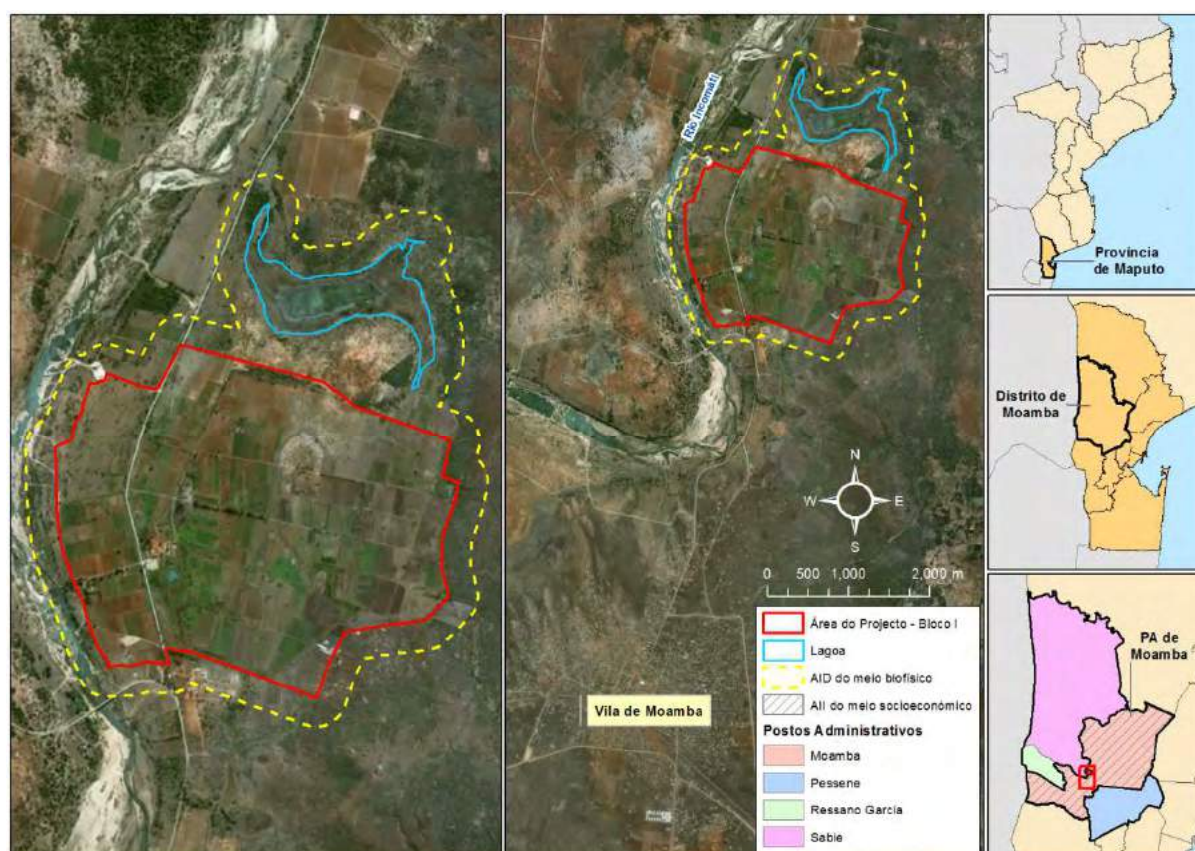 Rio Incomáti
N
W
E
S
0 500 1,000 2,000 m
Vila de Moamba
Área do Projecto - Bloco I
Lagoa
AID do meio biofísico
AII do meio socioeconómico
Postos Administrativos
Moamba
Pessene
Ressano Garcia
Sabie
Província
de Maputo
Distrito de
Moamba
PA de
Moamba